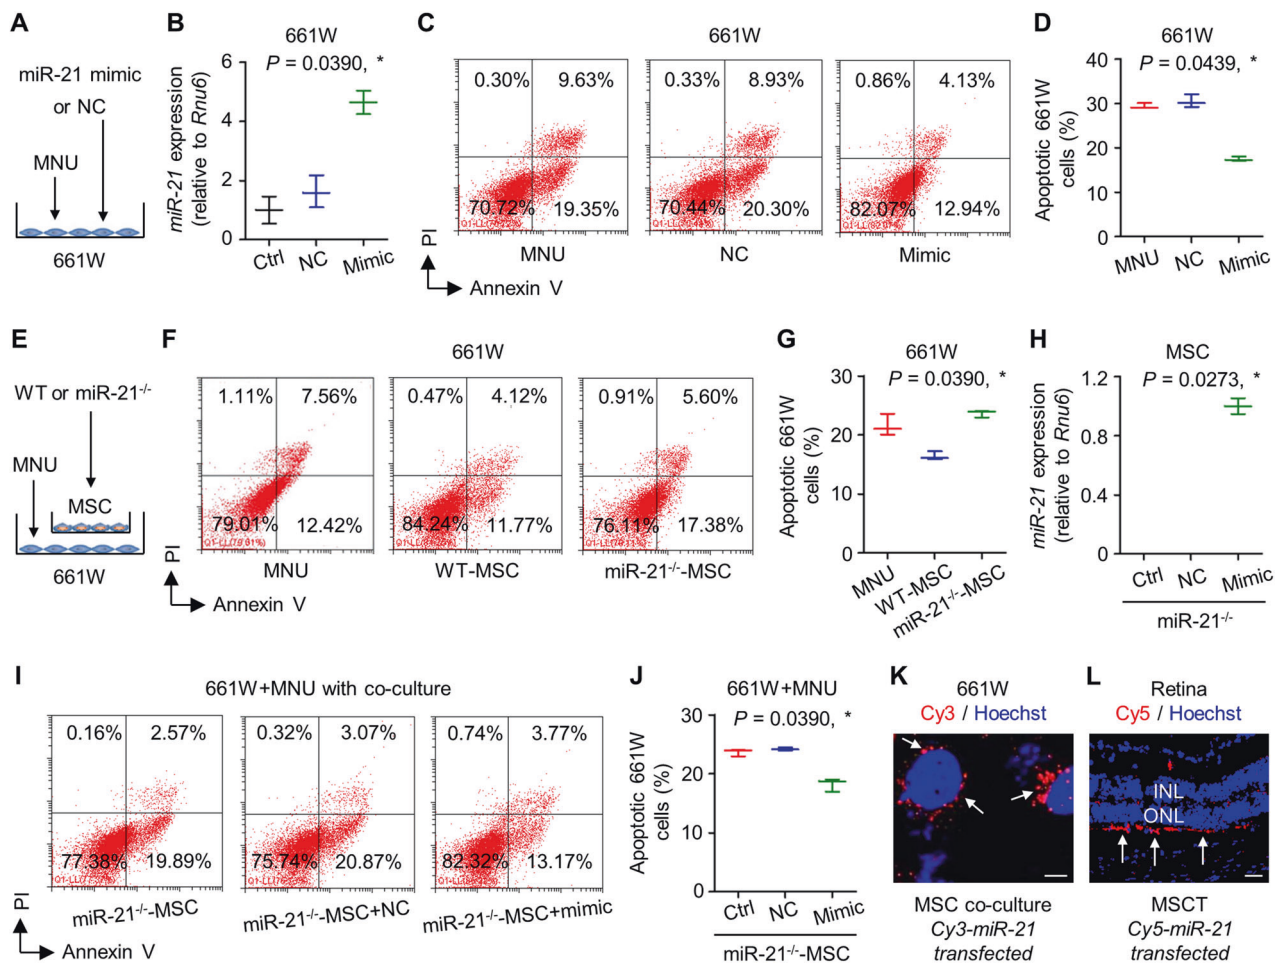 A
miR-21 mimic
or NC
MNU
661W
B
661W
P = 0.0390, *
miR-21 expression
(relative to Rnu6)
6
4
2
0
Ctrl
NC
Mimic
C
661W
0.30%
9.63%
70.72%
19.35%
MNU
0.33%
8.93%
70.44%
20.30%
NC
0.86%
4.13%
82.07%
12.94%
Mimic
PI
Annexin V
D
661W
P = 0.0439, *
Apoptotic 661W
cells (%)
40
30
20
10
0
MNU
NC
Mimic
E
WT or miR-21-/-
MNU
MSC
661W
F
661W
1.11%
7.56%
79.01%
12.42%
MNU
0.47%
4.12%
84.24%
11.77%
WT-MSC
0.91%
5.60%
76.11%
17.38%
miR-21-/--MSC
PI
Annexin V
G
661W
P = 0.0390, *
Apoptotic 661W
cells (%)
30
20
10
0
MNU
WT-MSC
miR-21-/--MSC
H
MSC
P = 0.0273, *
miR-21 expression
(relative to Rnu6)
1.2
0.8
0.4
0
Ctrl
NC
Mimic
miR-21-/-
I
661W+MNU with co-culture
0.16%
2.57%
77.38%
19.89%
miR-21-/--MSC
0.32%
3.07%
75.74%
20.87%
miR-21-/--MSC+NC
0.74%
3.77%
82.32%
13.17%
miR-21-/--MSC+mimic
PI
Annexin V
J
661W+MNU
P = 0.0390, *
Apoptotic 661W
cells (%)
30
20
10
0
Ctrl
NC
Mimic
miR-21-/--MSC
K
661W
Cy3 / Hoechst
MSC co-culture
Cy3-miR-21
transfected
L
Retina
Cy5 / Hoechst
INL
ONL
MSCT
Cy5-miR-21
transfected